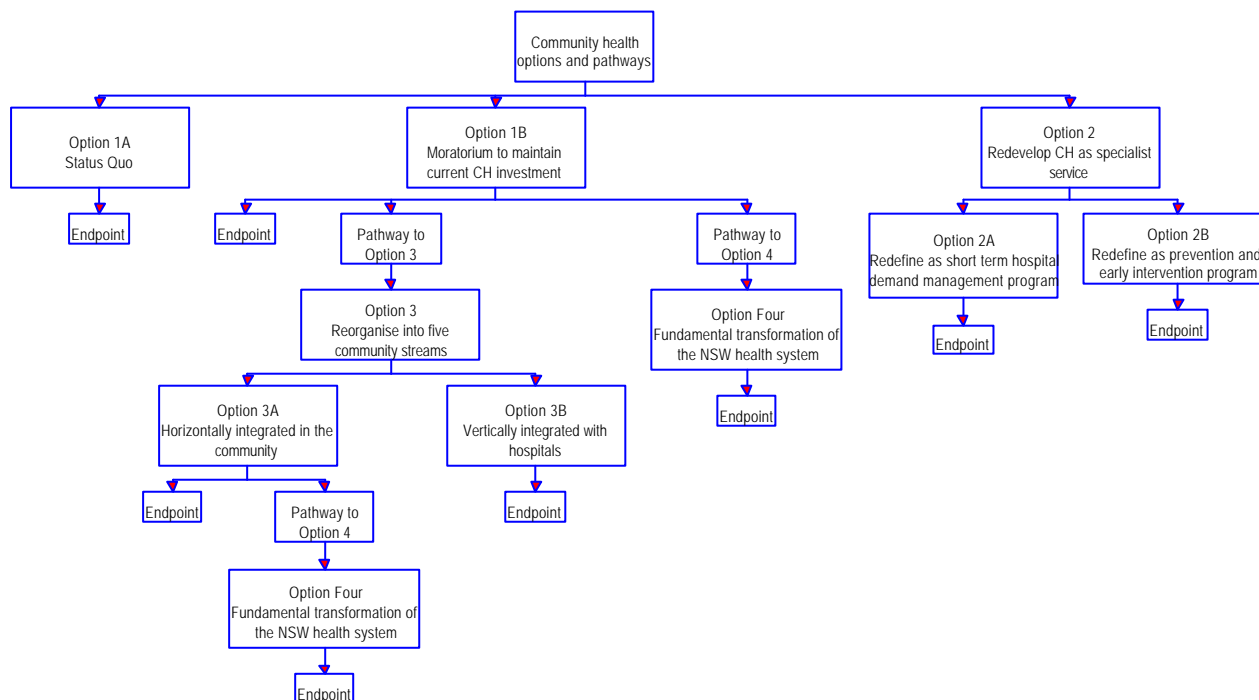 Community health
options and pathways
Option 1A
Status Quo
Option 1B
Moratorium to maintain
current CH investment
Option 2
Redevelop CH as specialist
service
Endpoint
Endpoint
Pathway to
Option 3
Pathway to
Option 4
Option 2A
Redefine as short term hospital
demand management program
Option 2B
Redefine as prevention and
early intervention program
Option 3
Reorganise into five
community streams
Option Four
Fundamental transformation of
the NSW health system
Endpoint
Endpoint
Option 3A
Horizontally integrated in the
community
Option 3B
Vertically integrated with
hospitals
Endpoint
Endpoint
Pathway to
Option 4
Endpoint
Option Four
Fundamental transformation of
the NSW health system
Endpoint